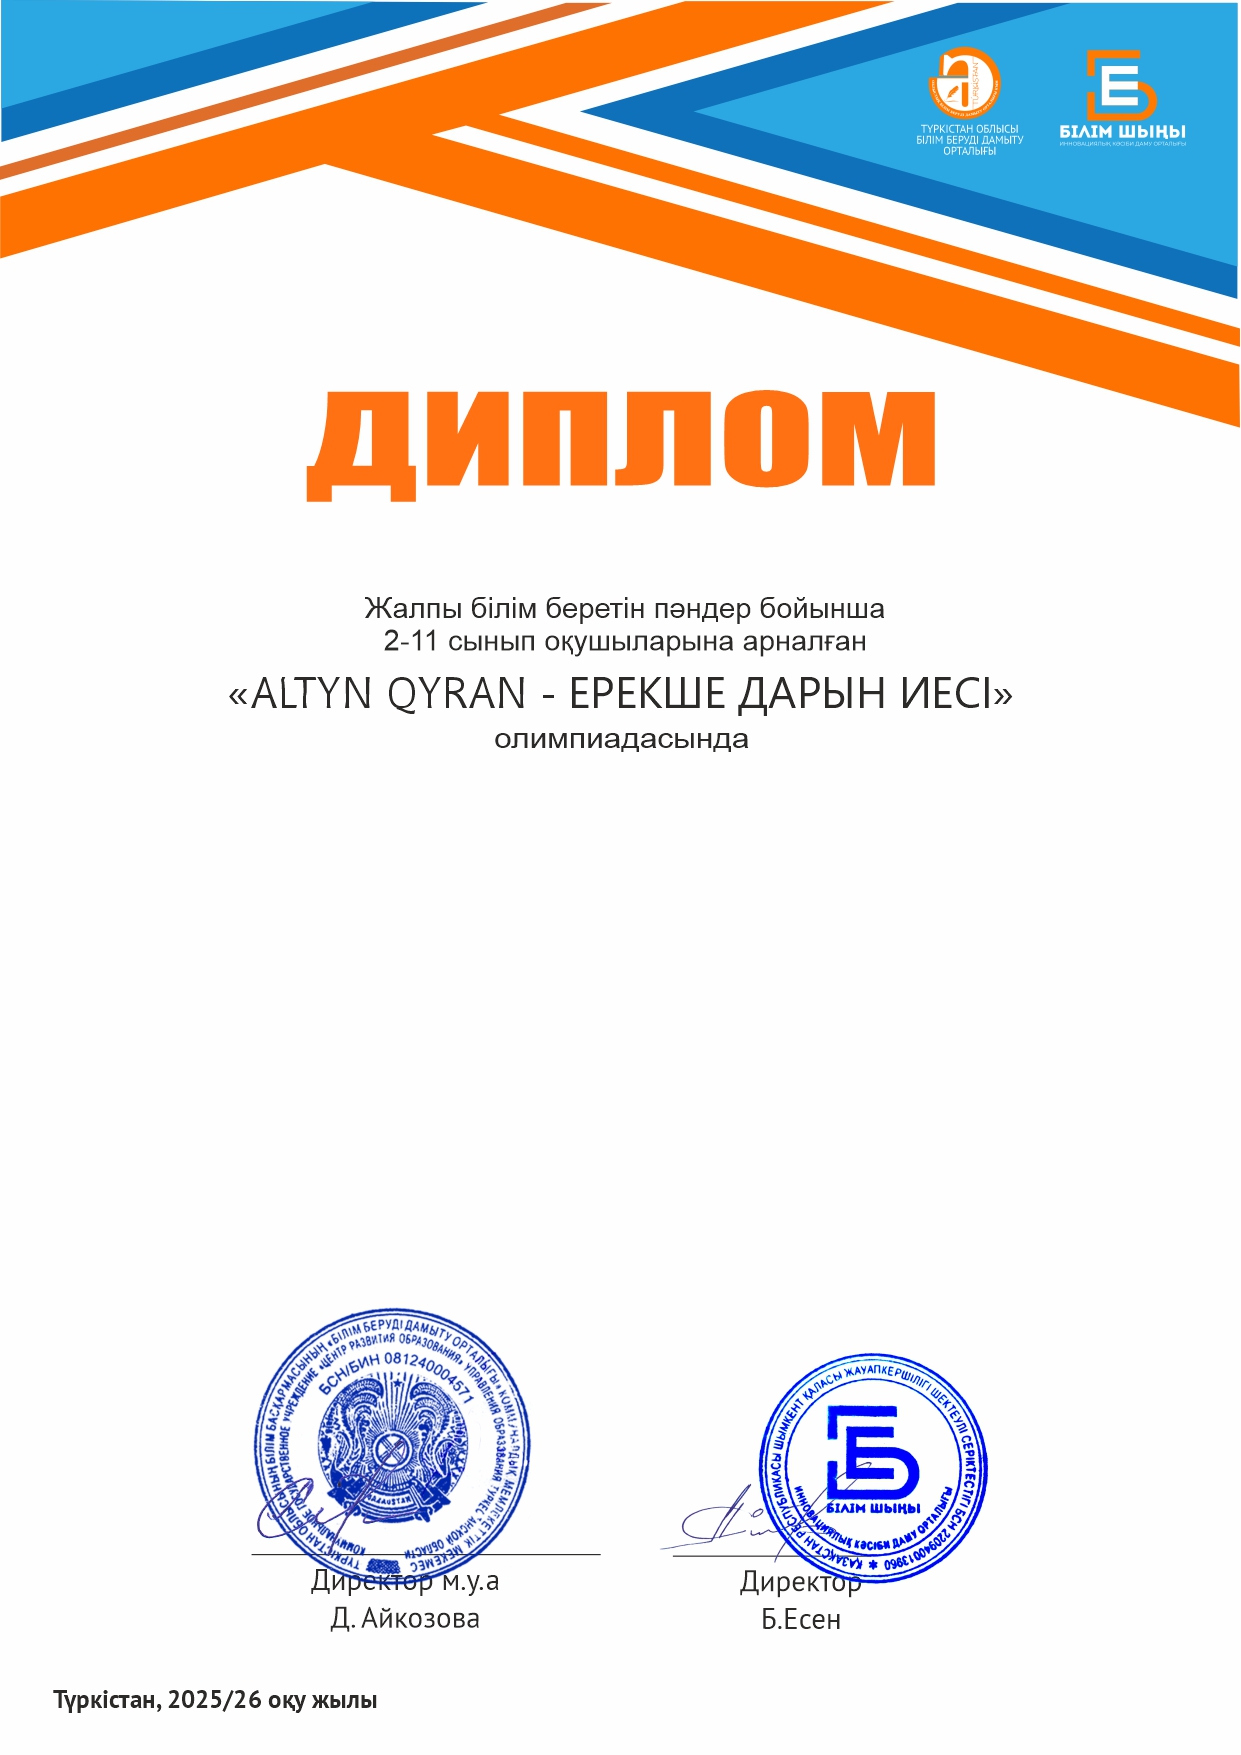 ТҮРКІСТАН ОБЛЫСЫ
БІЛІМ БЕРУДІ ДАМЫТУ
ОРТАЛЫҒЫ
БІЛІМ ШЫҢЫ
ИННОВАЦИЯЛЫҚ КӘСІБИ ДАМУ ОРТАЛЫҒЫ
ДИПЛОМ
Жалпы білім беретін пәндер бойынша
2-11 сынып оқушыларына арналған
«ALTYN QYRAN - ЕРЕКШЕ ДАРЫН ИЕСІ»
олимпиадасында
ТҮРКІСТАН ОБЛЫСЫНЫҢ БІЛІМ БАСҚАРМАСЫНЫҢ «БІЛІМ БЕРУДІ ДАМЫТУ ОРТАЛЫҒЫ» КОММУНАЛДЫҚ МЕМЛЕКЕТТІК МЕКЕМЕС
КОММУНАЛЬНОЕ ГОСУДАРСТВЕННОЕ УЧРЕЖДЕНИЕ «ЦЕНТР РАЗВИТИЯ ОБРАЗОВАНИЯ» УПРАВЛЕНИЯ ОБРАЗОВАНИЯ ТУРКЕСТАНСКОЙ ОБЛАСТИ
БСН/БИН 081240004571
QAZAQSTAN
ҚАЗАҚСТАН РЕСПУБЛИКАСЫ ШЫМКЕНТ ҚАЛАСЫ ЖАУАПКЕРШІЛІГІ ШЕКТЕУЛІ СЕРІКТЕСТІГІ БСН 220940013960
БІЛІМ ШЫҢЫ
ИННОВАЦИЯЛЫҚ КӘСІБИ ДАМУ ОРТАЛЫҒЫ
Директор м.у.а
Д. Айкозова
Директор
Б.Есен
Түркістан, 2025/26 оқу жылы